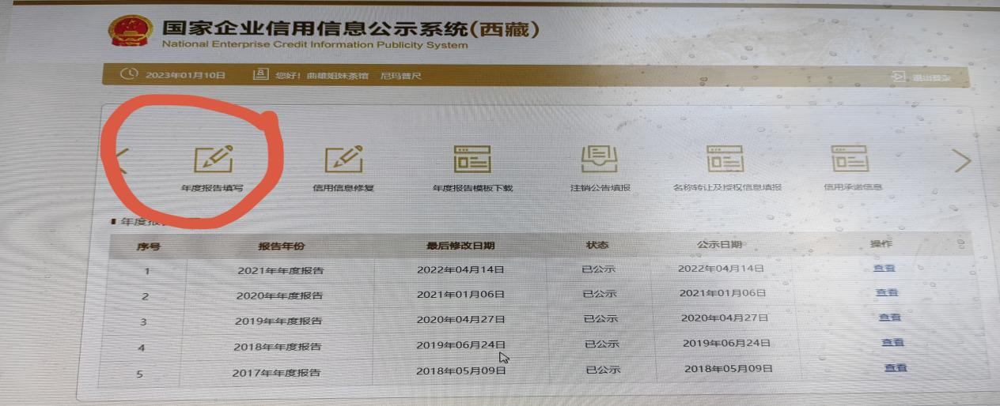 国家企业信用信息公示系统(西藏)
National Enterprise Credit Information Publicity System
2023年01月10日 您好！曲雄姐妹茶馆 尼玛普尺 退出登录
年度报告填写 信用信息修复 年度报告模板下载 注销公告填报 名称转让及授权信息填报 信用承诺信息
年度报
序号 报告年份 最后修改日期 状态 公示日期 操作
1 2021年年度报告 2022年04月14日 已公示 2022年04月14日 查看
2 2020年年度报告 2021年01月06日 已公示 2021年01月06日 查看
3 2019年年度报告 2020年04月27日 已公示 2020年04月27日 查看
4 2018年年度报告 2019年06月24日 已公示 2019年06月24日 查看
5 2017年年度报告 2018年05月09日 已公示 2018年05月09日 查看